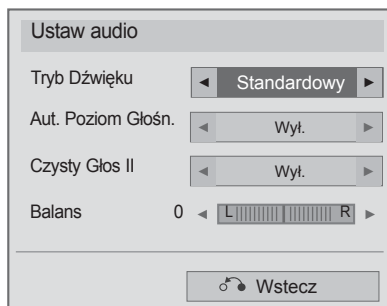 Ustaw audio
Tryb Dźwięku ◄ Standardowy ►
Aut. Poziom Głośn. ◄ Wył. ►
Czysty Głos II ◄ Wył. ►
Balans 0 ◄ L R ►
Wstecz